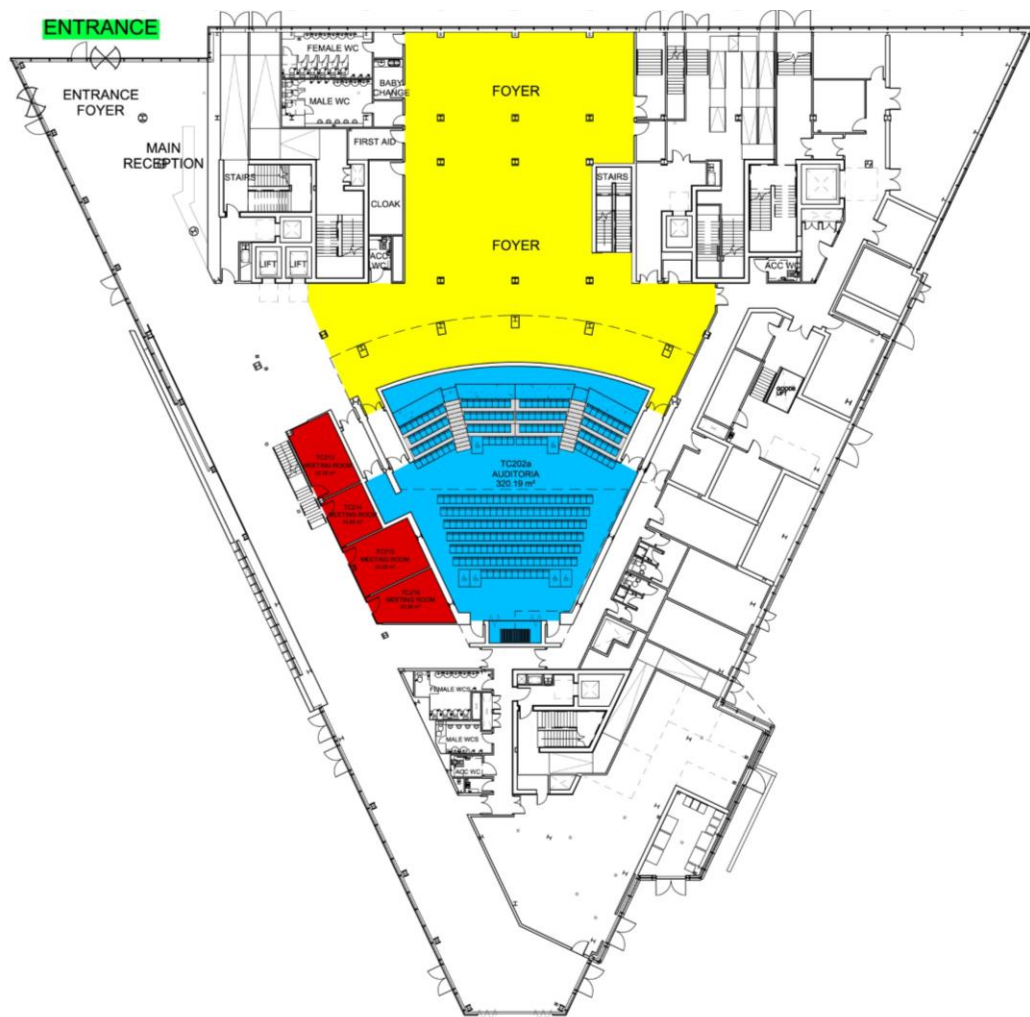 ENTRANCE
FEMALE WC
ENTRANCE
FOYER
BABY
CHANGE
FOYER
MALE WC
MAIN
RECEPTION
FIRST AID
STAIRS
STAIRS
CLOAK
FOYER
ACC
WC
LIFT
LIFT
ACC WC
GOODS
LIFT
TC202a
AUDITORIA
320.19 m²
MEETING ROOM
MEETING ROOM
MEETING ROOM
MEETING ROOM
FEMALE WCS
MALE WCS
ACC WC